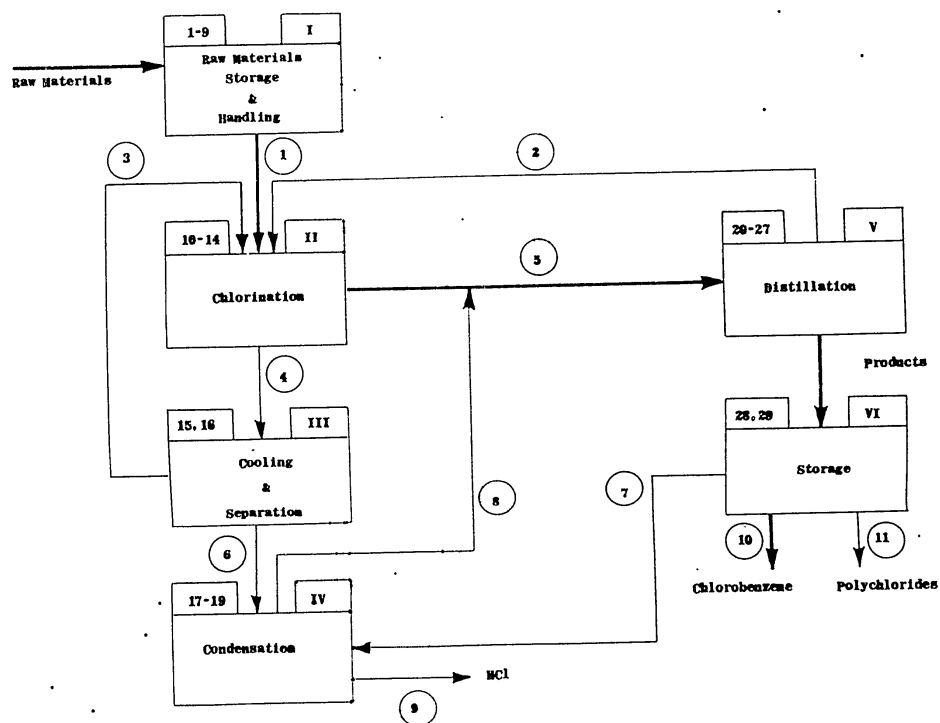 1-9 I
Raw Materials
Storage
&
Handling
Raw Materials
3
1
2
10-14 II
Chlorination
5
20-27 V
Distillation
4
Products
15,16 III
Cooling
&
Separation
28,29 VI
Storage
8
7
6
10
11
Chlorobenzene
Polychlorides
17-19 IV
Condensation
HCl
9